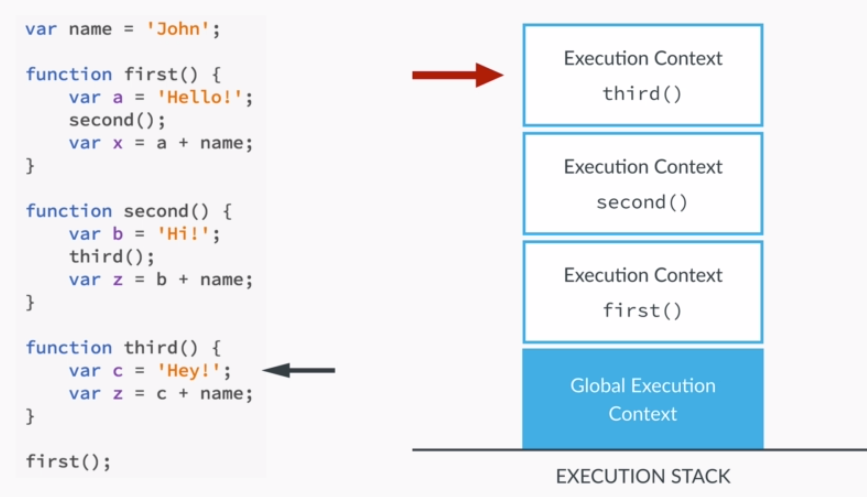 var name = 'John';
function first() {
    var a = 'Hello!';
    second();
    var x = a + name;
}
function second() {
    var b = 'Hi!';
    third();
    var z = b + name;
}
function third() {
    var c = 'Hey!';
    var z = c + name;
}
first();
Execution Context
third()
Execution Context
second()
Execution Context
first()
Global Execution
Context
EXECUTION STACK